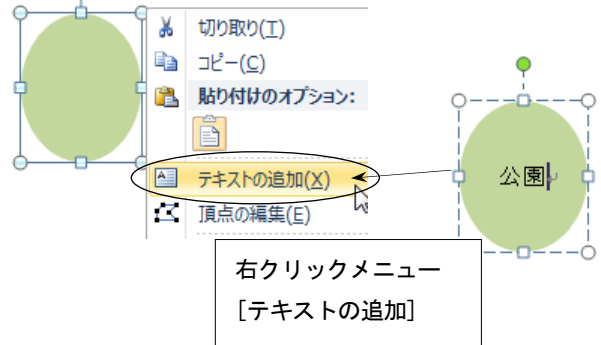 切り取り(T)
コピー(C)
貼り付けのオプション:
テキストの追加(X)
頂点の編集(E)
公園
右クリックメニュー
[テキストの追加]